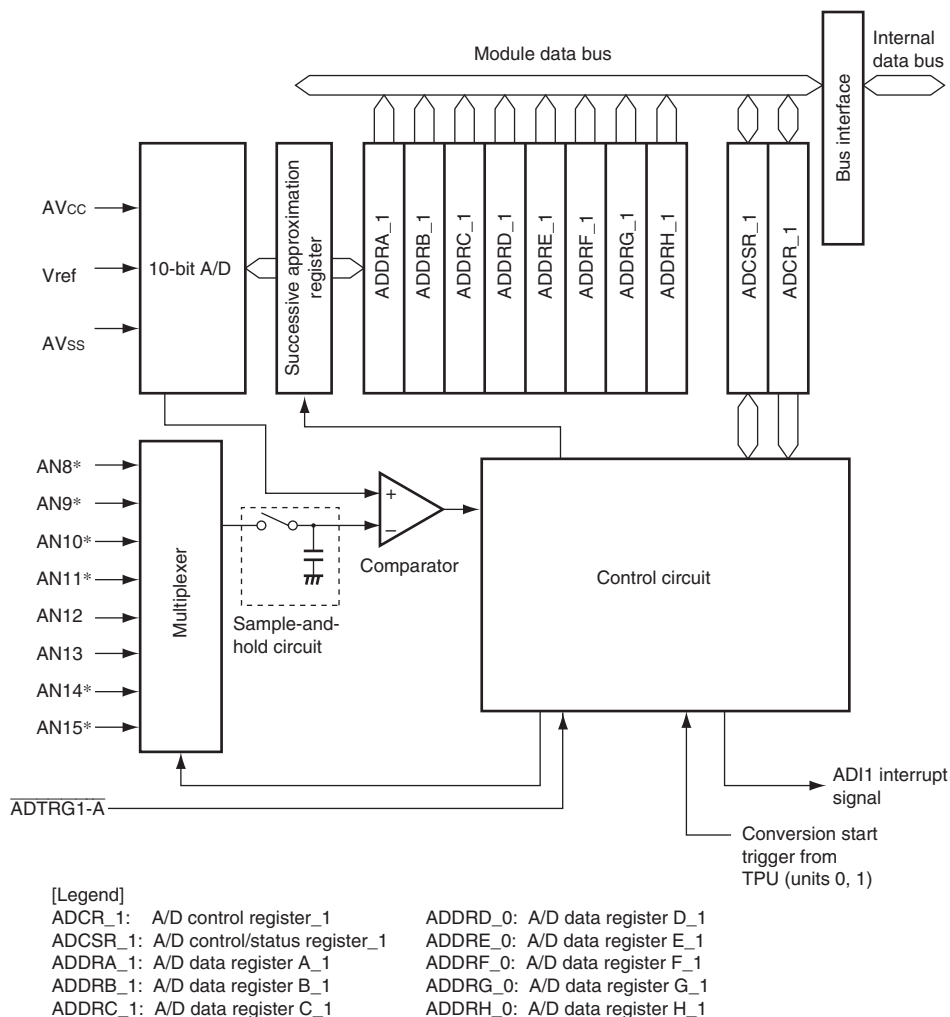 Module data bus
Internal
data bus
Bus interface
AVCC
Vref
AVSS
10-bit A/D
Successive approximation
register
ADDRA_1
ADDRB_1
ADDRC_1
ADDRD_1
ADDRE_1
ADDRF_1
ADDRG_1
ADDRH_1
ADCSR_1
ADCR_1
AN8*
AN9*
AN10*
AN11*
AN12
AN13
AN14*
AN15*
Multiplexer
+
−
Comparator
Sample-and-
hold circuit
Control circuit
ADTRG1-A
ADI1 interrupt
signal
Conversion start
trigger from
TPU (units 0, 1)
[Legend]
ADCR_1: A/D control register_1
ADCSR_1: A/D control/status register_1
ADDRA_1: A/D data register A_1
ADDRB_1: A/D data register B_1
ADDRC_1: A/D data register C_1
ADDRD_0: A/D data register D_1
ADDRE_0: A/D data register E_1
ADDRF_0: A/D data register F_1
ADDRG_0: A/D data register G_1
ADDRH_0: A/D data register H_1